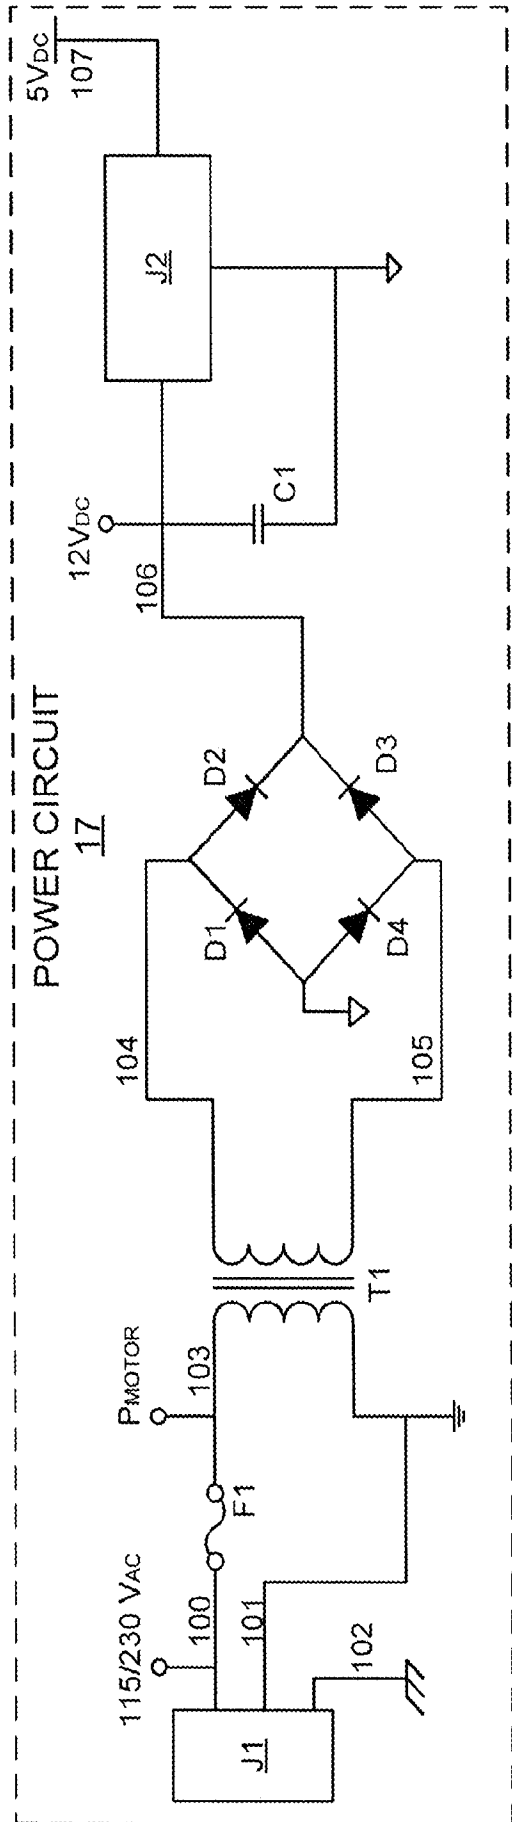 POWER CIRCUIT
17
115/230 VAC
J1
100
101
102
F1
PMOTOR
103
T1
104
105
D1
D2
D3
D4
106
12VDC
C1
J2
5VDC
107